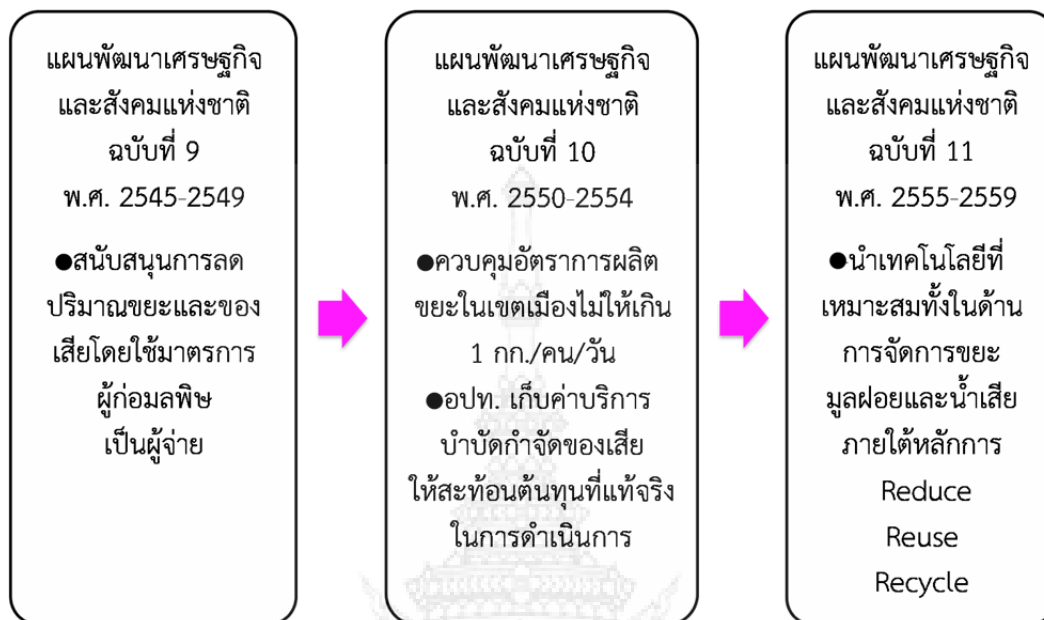 แผนพัฒนาเศรษฐกิจ
และสังคมแห่งชาติ
ฉบับที่ 9
พ.ศ. 2545-2549
●สนับสนุนการลด
ปริมาณขยะและของ
เสียโดยใช้มาตรการ
ผู้ก่อมลพิษ
เป็นผู้จ่าย
แผนพัฒนาเศรษฐกิจ
และสังคมแห่งชาติ
ฉบับที่ 10
พ.ศ. 2550-2554
●ควบคุมอัตราการผลิต
ขยะในเขตเมืองไม่ให้เกิน
1 กก./คน/วัน
●อปท. เก็บค่าบริการ
บำบัดกำจัดของเสีย
ให้สะท้อนต้นทุนที่แท้จริง
ในการดำเนินการ
แผนพัฒนาเศรษฐกิจ
และสังคมแห่งชาติ
ฉบับที่ 11
พ.ศ. 2555-2559
●นำเทคโนโลยีที่
เหมาะสมทั้งในด้าน
การจัดการขยะ
มูลฝอยและน้ำเสีย
ภายใต้หลักการ
Reduce
Reuse
Recycle